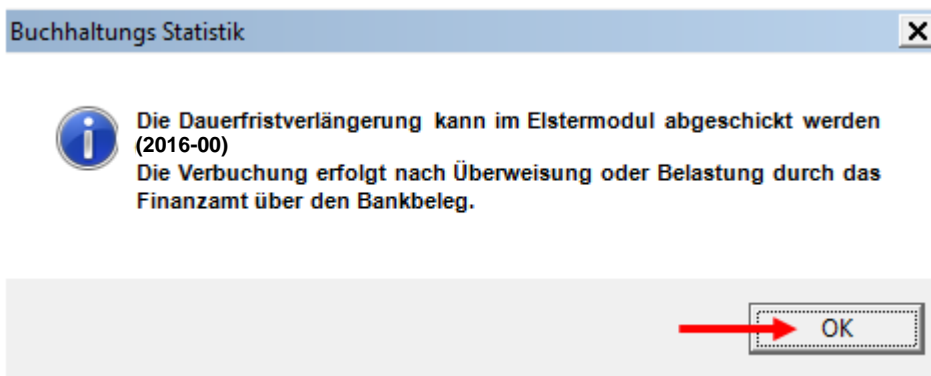 Buchhaltungs Statistik
Die Dauerfristverlängerung kann im Elstermodul abgeschickt werden
(2016-00)
Die Verbuchung erfolgt nach Überweisung oder Belastung durch das
Finanzamt über den Bankbeleg.
OK